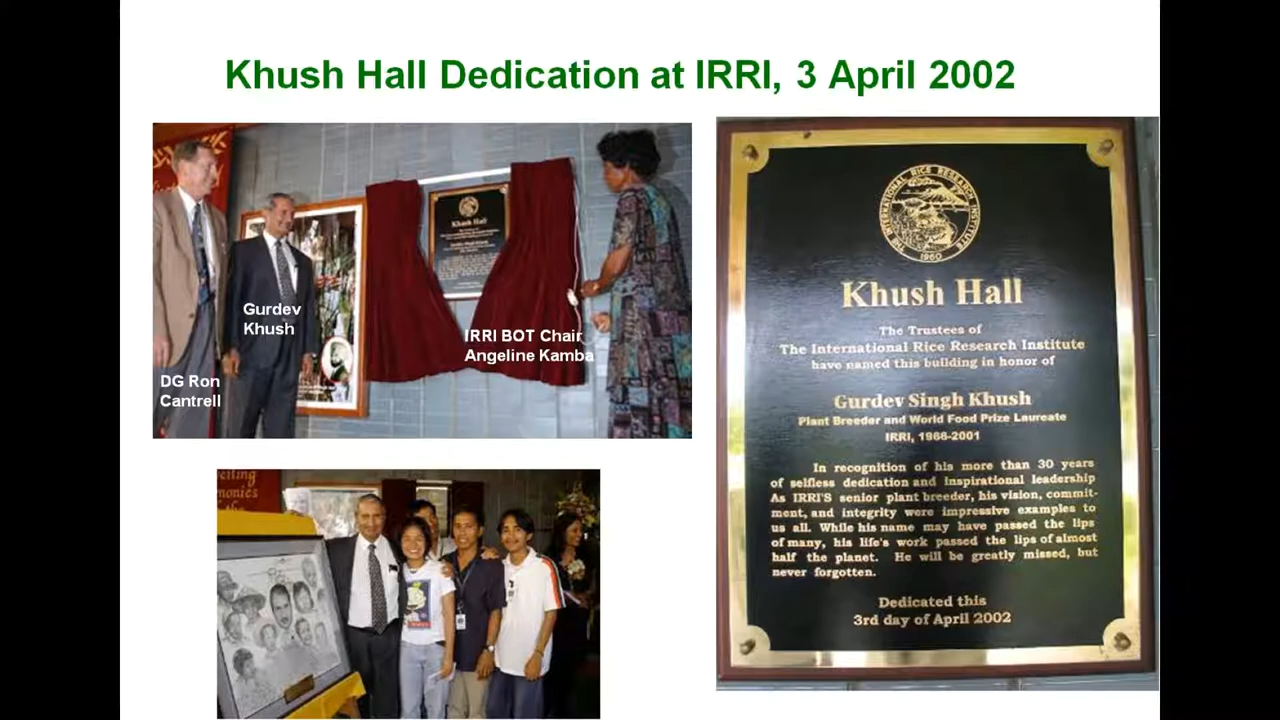 Khush Hall Dedication at IRRI, 3 April 2002
Gurdev
Khush
DG Ron
Cantrell
IRRI BOT Chair
Angeline Kamba
Khush Hall
THE INTERNATIONAL RICE RESEARCH INSTITUTE
1960
Khush Hall
The Trustees of
The International Rice Research Institute
have named this building in honor of
Gurdev Singh Khush
Plant Breeder and World Food Prize Laureate
IRRI, 1966-2001
In recognition of his more than 30 years
of selfless dedication and inspirational leadership
As IRRI'S senior plant breeder, his vision, commit-
ment, and integrity were impressive examples to
us all. While his name may have passed the lips
of many, his life's work passed the lips of almost
half the planet. He will be greatly missed, but
never forgotten.
Dedicated this
3rd day of April 2002